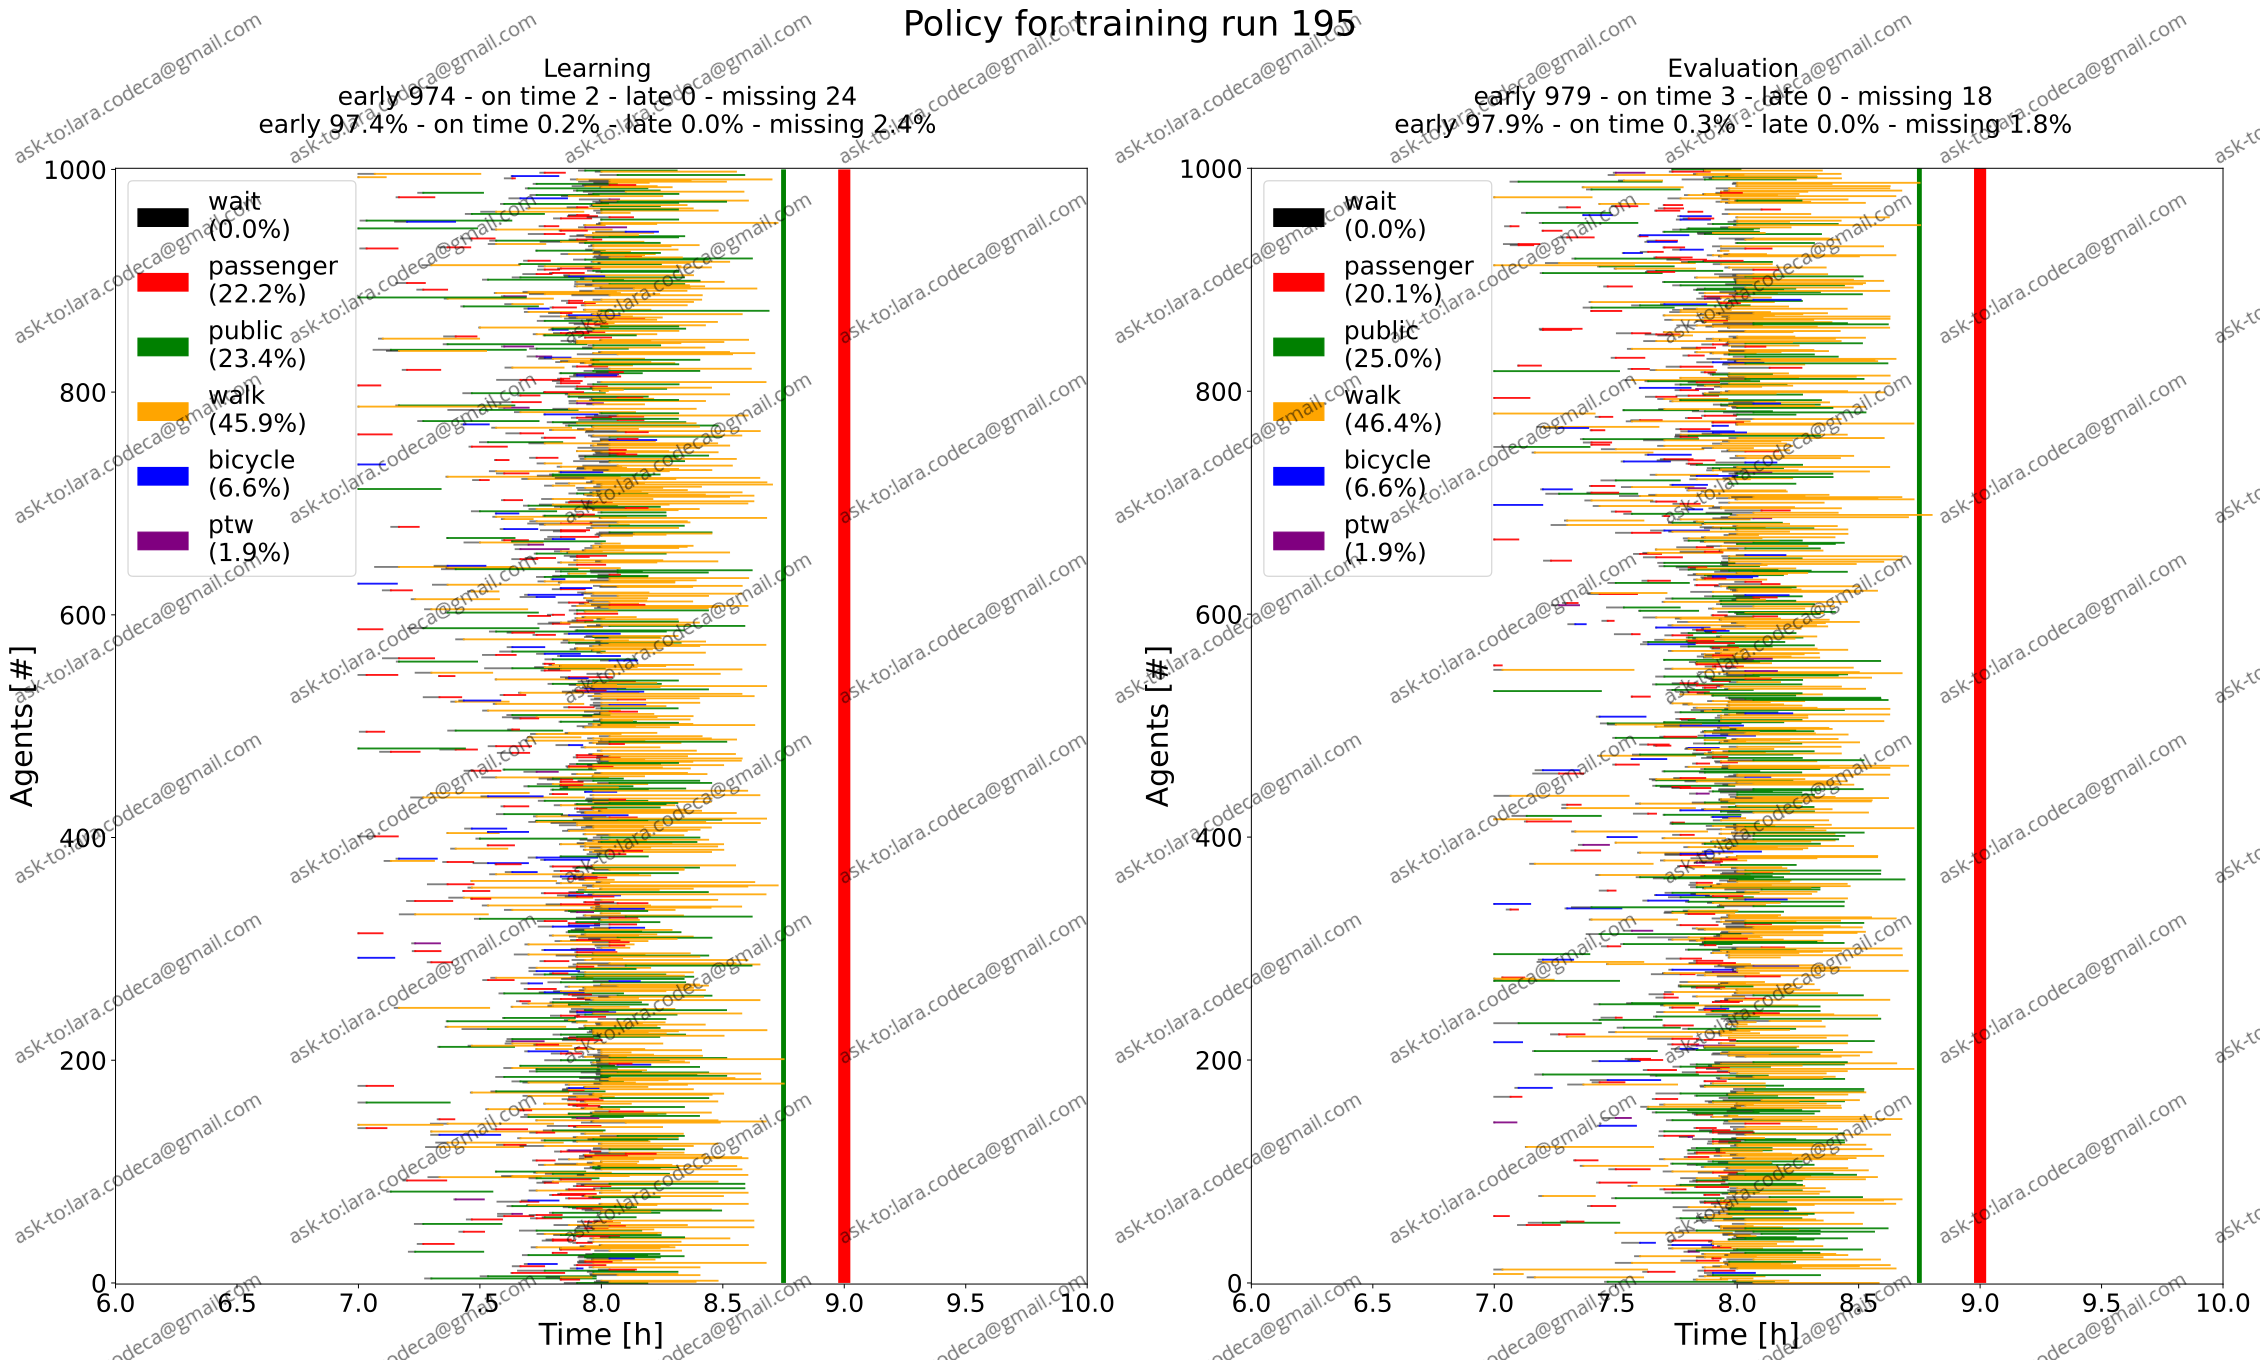 Policy for training run 195
Learning
early 974 - on time 2 - late 0 - missing 24
early 97.4% - on time 0.2% - late 0.0% - missing 2.4%
1000
800
600
400
200
0
Agents [#]
wait
(0.0%)
passenger
(22.2%)
public
(23.4%)
walk
(45.9%)
bicycle
(6.6%)
ptw
(1.9%)
6.0 6.5 7.0 7.5 8.0 8.5 9.0 9.5 10.0
Time [h]
Evaluation
early 979 - on time 3 - late 0 - missing 18
early 97.9% - on time 0.3% - late 0.0% - missing 1.8%
1000
800
600
400
200
0
Agents [#]
wait
(0.0%)
passenger
(20.1%)
public
(25.0%)
walk
(46.4%)
bicycle
(6.6%)
ptw
(1.9%)
6.0 6.5 7.0 7.5 8.0 8.5 9.0 9.5 10.0
Time [h]
ask-to:lara.codeca@gmail.com